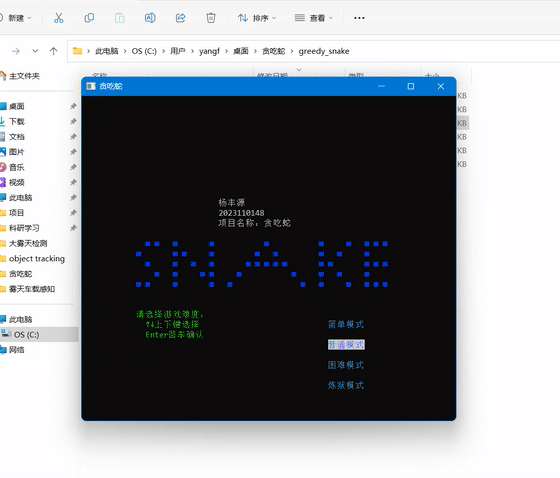 新建
排序
查看
此电脑 › OS (C:) › 用户 › yangf › 桌面 › 贪吃蛇 › greedy_snake
主文件夹
名称
修改日期
类型
大小
贪吃蛇
KB
KB
KB
KB
KB
KB
桌面
下载
文档
图片
音乐
视频
此电脑
项目
科研学习
大雾天检测
object tracking
贪吃蛇
雾天车载感知
此电脑
OS (C:)
网络
杨丰源
2023110148
项目名称：贪吃蛇
SNAKE
请选择游戏难度：
↑↓上下键选择
Enter回车确认
简单模式
普通模式
困难模式
炼狱模式